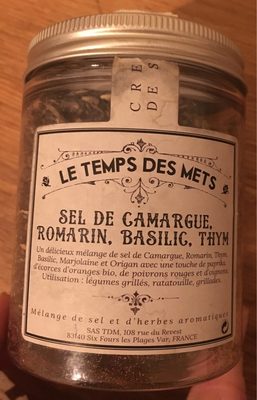 CRE
DES
LE TEMPS DES METS
SEL DE CAMARGUE,
ROMARIN, BASILIC, THYM
Un délicieux mélange de sel de Camargue, Romarin, Thym,
Basilic, Marjolaine et Origan avec une touche de paprika,
d'écorces d'oranges bio, de poivrons rouges et d'oignons.
Utilisation : légumes grillés, ratatouille, grillades.
Mélange de sel et d'herbes aromatiques
SAS TDM, 108 rue du Revest
83140 Six Fours les Plages Var, FRANCE